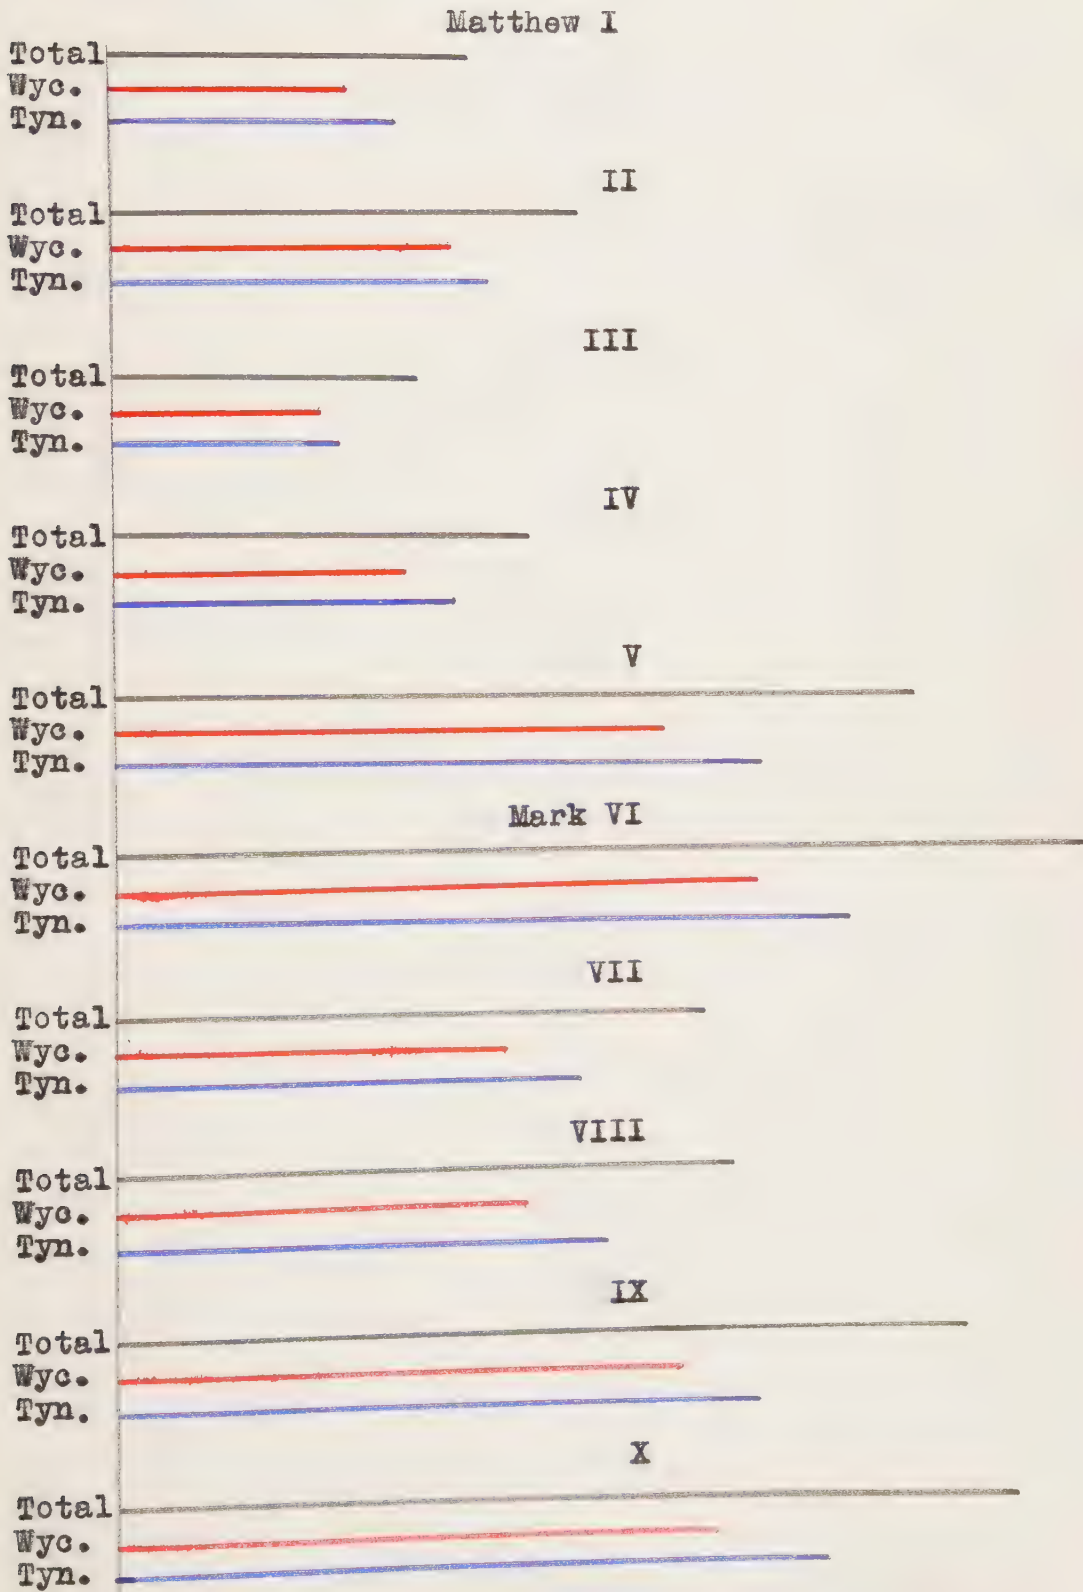 Matthew I
Total
Wyc.
Tyn.
II
Total
Wyc.
Tyn.
III
Total
Wyc.
Tyn.
IV
Total
Wyc.
Tyn.
V
Total
Wyc.
Tyn.
Mark VI
Total
Wyc.
Tyn.
VII
Total
Wyc.
Tyn.
VIII
Total
Wyc.
Tyn.
IX
Total
Wyc.
Tyn.
X
Total
Wyc.
Tyn.